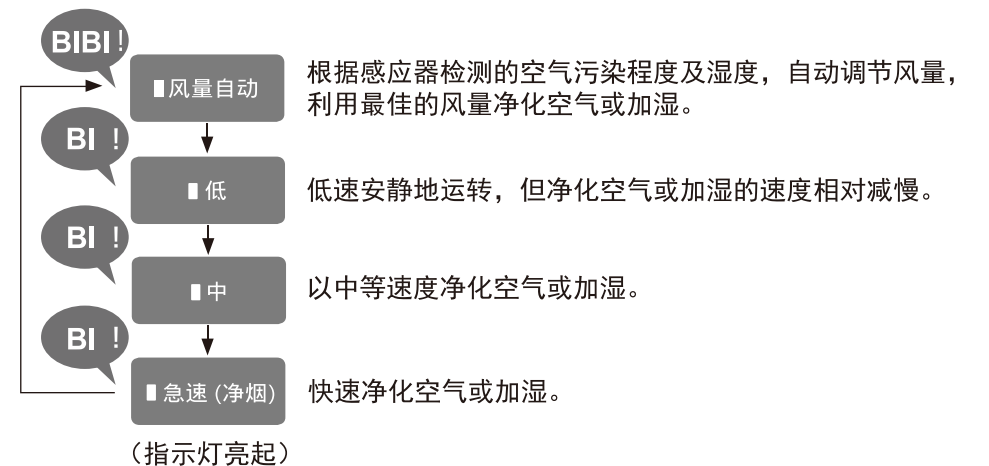 BIBI！
风量自动
根据感应器检测的空气污染程度及湿度，自动调节风量，
利用最佳的风量净化空气或加湿。
BI！
低
低速安静地运转，但净化空气或加湿的速度相对减慢。
BI！
中
以中等速度净化空气或加湿。
BI！
急速 (净烟)
快速净化空气或加湿。
（指示灯亮起）